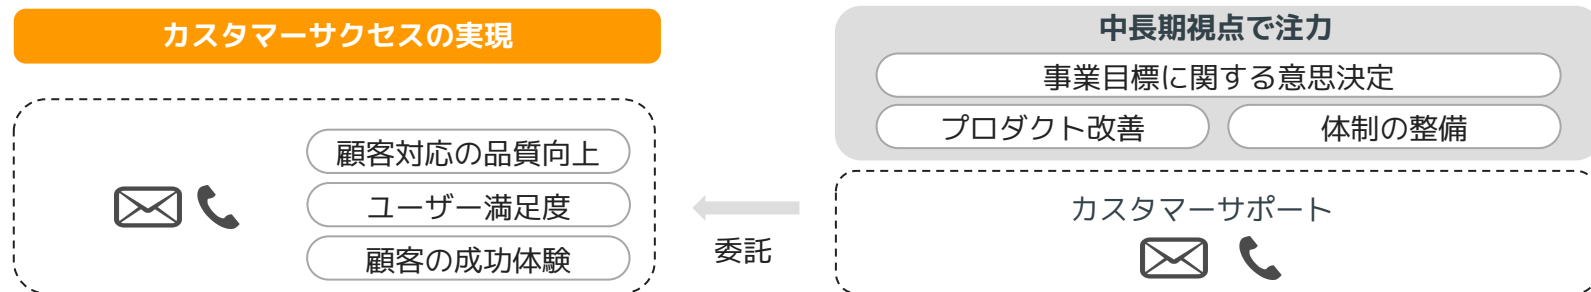 カスタマーサクセスの実現
顧客対応の品質向上
ユーザー満足度
顧客の成功体験
委託
中長期視点で注力
事業目標に関する意思決定
プロダクト改善
体制の整備
カスタマーサポート